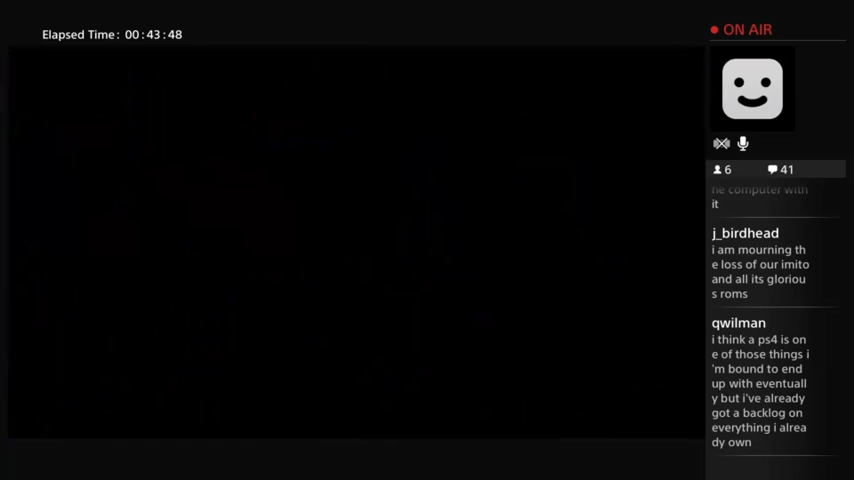 Elapsed Time: 00:43:48
ON AIR
6
41
he computer with
it
j_birdhead
i am mourning th
e loss of our imito
and all its gloriou
s roms
qwilman
i think a ps4 is on
e of those things i
'm bound to end
up with eventuall
y but i've already
got a backlog on
everything i alrea
dy own